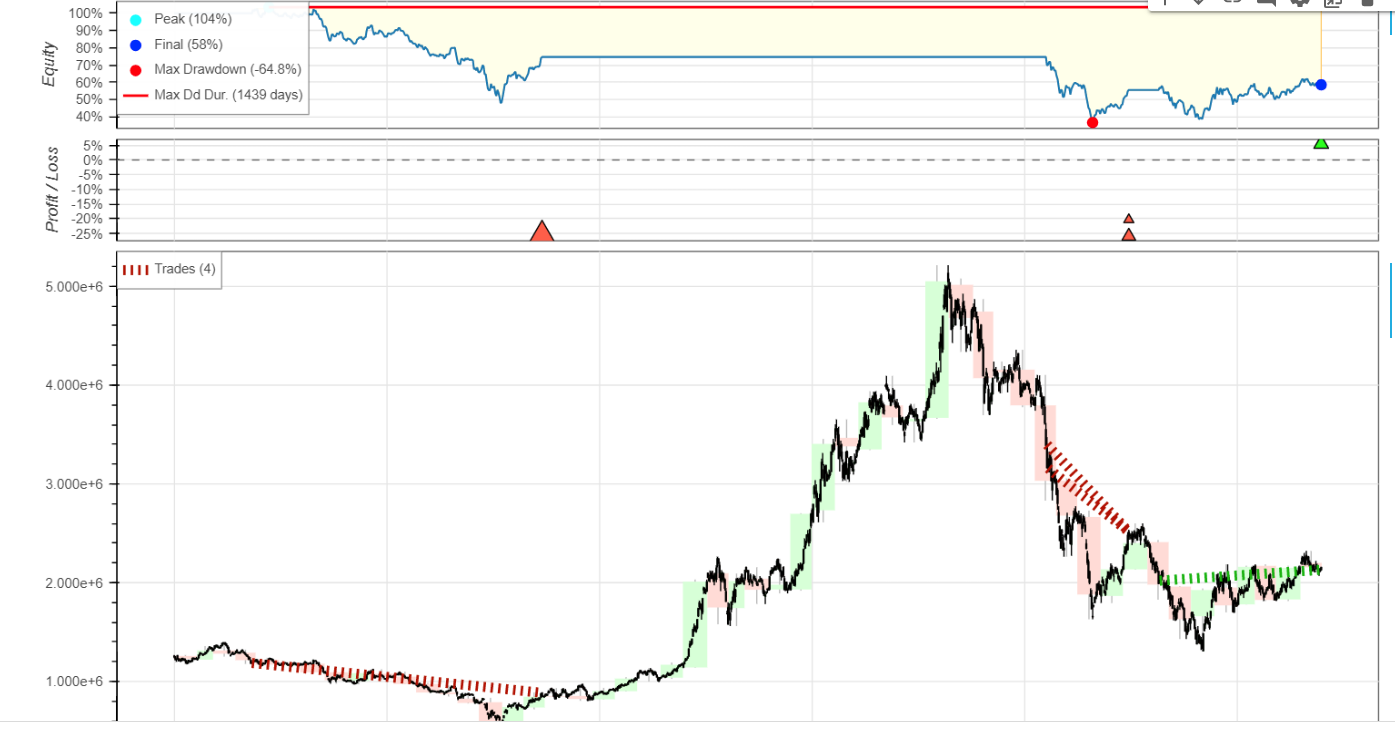 100%
90%
80%
70%
60%
50%
40%
Equity
Peak (104%)
Final (58%)
Max Drawdown (-64.8%)
Max Dd Dur. (1439 days)
5%
0%
-5%
-10%
-15%
-20%
-25%
Profit / Loss
Trades (4)
5.000e+6
4.000e+6
3.000e+6
2.000e+6
1.000e+6